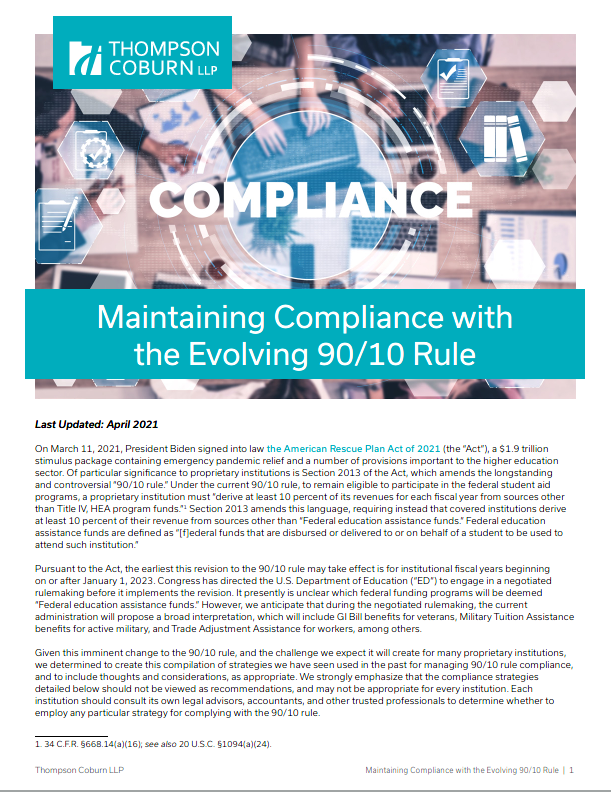 THOMPSON
COBURN LLP
COMPLIANCE
Maintaining Compliance with
the Evolving 90/10 Rule
Last Updated: April 2021
On March 11, 2021, President Biden signed into law the American Rescue Plan Act of 2021 (the “Act”), a $1.9 trillion
stimulus package containing emergency pandemic relief and a number of provisions important to the higher education
sector. Of particular significance to proprietary institutions is Section 2013 of the Act, which amends the longstanding
and controversial “90/10 rule.” Under the current 90/10 rule, to remain eligible to participate in the federal student aid
programs, a proprietary institution must “derive at least 10 percent of its revenues for each fiscal year from sources other
than Title IV, HEA program funds.”1 Section 2013 amends this language, requiring instead that covered institutions derive
at least 10 percent of their revenue from sources other than “Federal education assistance funds.” Federal education
assistance funds are defined as “[f]ederal funds that are disbursed or delivered to or on behalf of a student to be used to
attend such institution.”
Pursuant to the Act, the earliest this revision to the 90/10 rule may take effect is for institutional fiscal years beginning
on or after January 1, 2023. Congress has directed the U.S. Department of Education (“ED”) to engage in a negotiated
rulemaking before it implements the revision. It presently is unclear which federal funding programs will be deemed
“Federal education assistance funds.” However, we anticipate that during the negotiated rulemaking, the current
administration will propose a broad interpretation, which will include GI Bill benefits for veterans, Military Tuition Assistance
benefits for active military, and Trade Adjustment Assistance for workers, among others.
Given this imminent change to the 90/10 rule, and the challenge we expect it will create for many proprietary institutions,
we determined to create this compilation of strategies we have used in the past for managing 90/10 rule compliance,
and to include thoughts and considerations, as appropriate. We strongly emphasize that the compliance strategies
detailed below should not be viewed as recommendations, and may not be appropriate for every institution. Each
institution should consult its own legal advisors, accountants, and other trusted professionals to determine whether to
employ any particular strategy for complying with the 90/10 rule.
1. 34 C.F.R. §668.14(a)(16); see also 20 U.S.C. §1094(a)(24).
Thompson Coburn LLP
Maintaining Compliance with the Evolving 90/10 Rule | 1